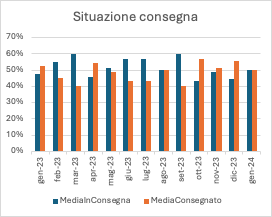 Situazione consegna
70%
60%
50%
40%
30%
20%
10%
0%
gen-23
feb-23
mar-23
apr-23
mag-23
giu-23
lug-23
ago-23
set-23
ott-23
nov-23
dic-23
gen-24
MediaInConsegna MediaConsegnato